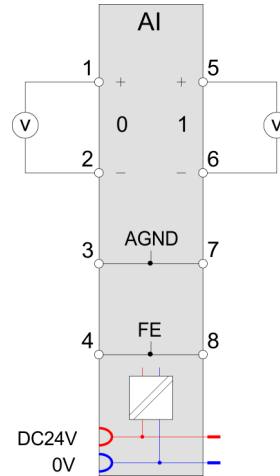 AI
1 + + 5
V 0 1 V
2 – – 6
3 AGND 7
4 FE 8
DC24V
0V